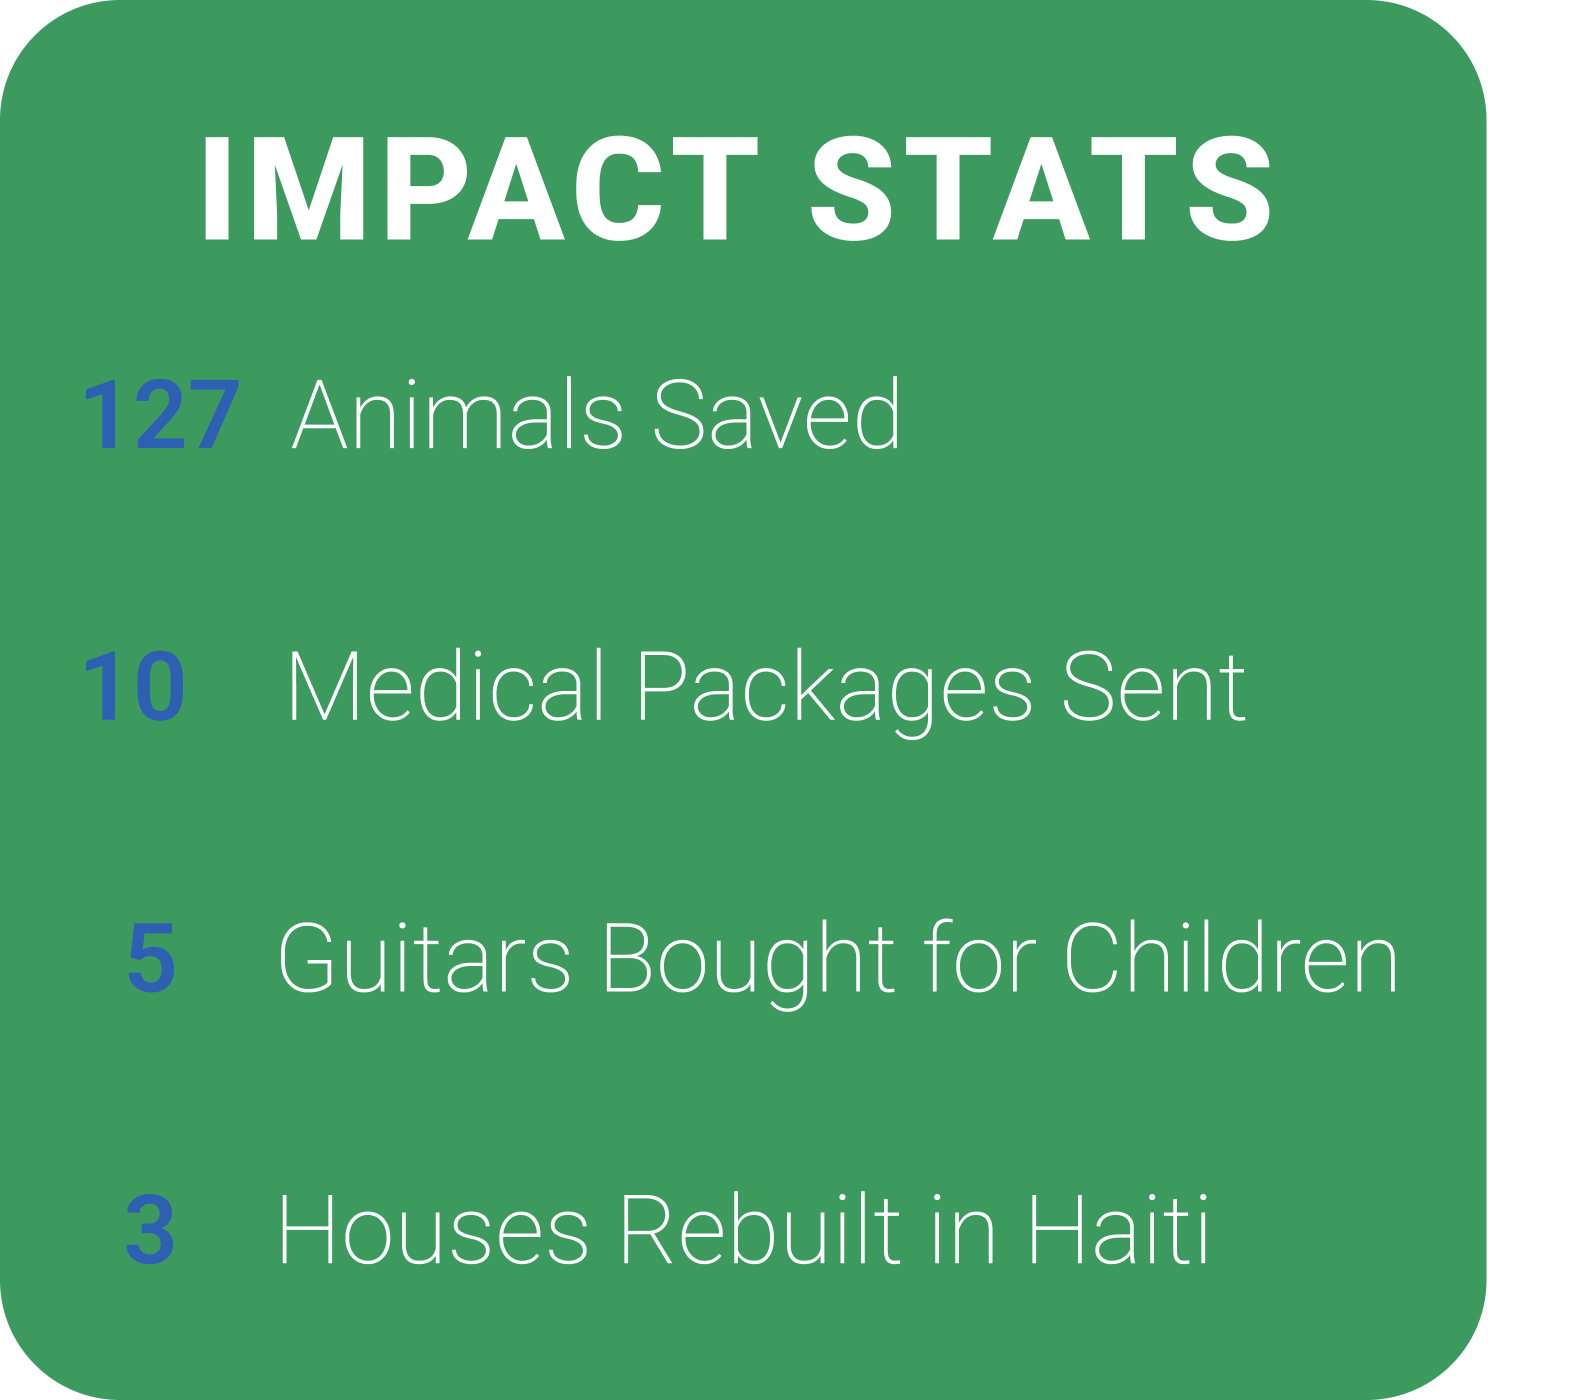 IMPACT STATS
127 Animals Saved
10 Medical Packages Sent
5 Guitars Bought for Children
3 Houses Rebuilt in Haiti